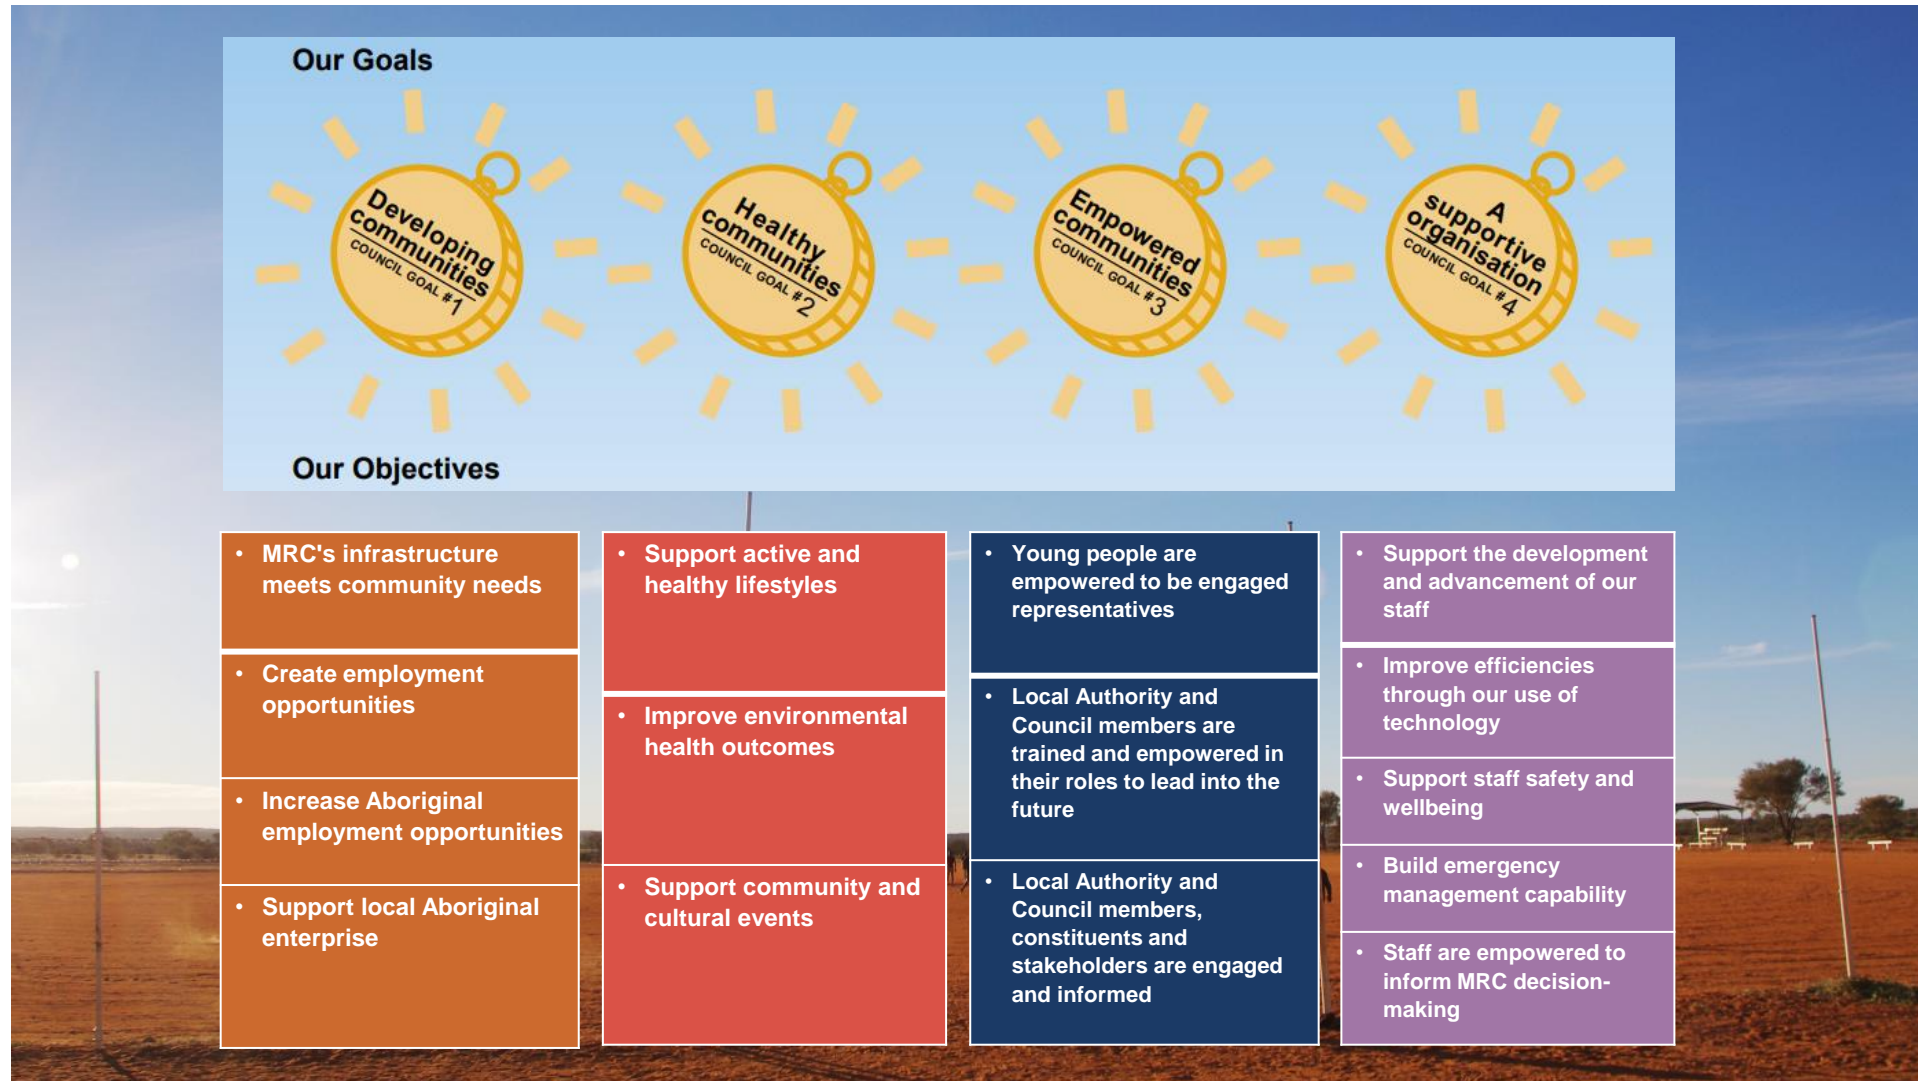 Our Goals
Developing
communities
COUNCIL GOAL #1
Healthy
communities
COUNCIL GOAL #2
Empowered
communities
COUNCIL GOAL #3
A
supportive
organisation
COUNCIL GOAL #4
Our Objectives
• MRC's infrastructure
meets community needs
• Create employment
opportunities
• Increase Aboriginal
employment opportunities
• Support local Aboriginal
enterprise
• Support active and
healthy lifestyles
• Improve environmental
health outcomes
• Support community and
cultural events
• Young people are
empowered to be engaged
representatives
• Local Authority and
Council members are
trained and empowered in
their roles to lead into the
future
• Local Authority and
Council members,
constituents and
stakeholders are engaged
and informed
• Support the development
and advancement of our
staff
• Improve efficiencies
through our use of
technology
• Support staff safety and
wellbeing
• Build emergency
management capability
• Staff are empowered to
inform MRC decision-
making